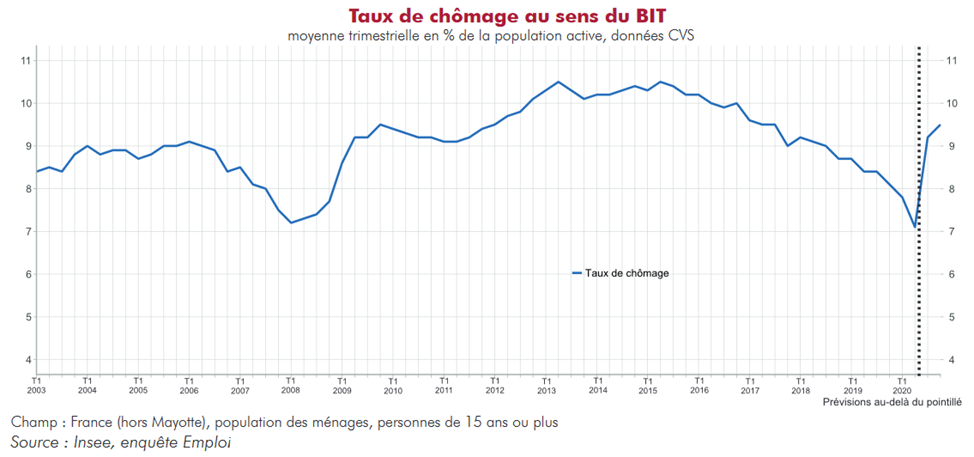 Taux de chômage au sens du BIT
moyenne trimestrielle en % de la population active, données CVS
11 11
10 10
9 9
8 8
7 7
6 6
5 5
4 4
Taux de chômage
T1 T1 T1 T1 T1 T1 T1 T1 T1 T1 T1 T1 T1 T1 T1 T1 T1 T1
2003 2004 2005 2006 2007 2008 2009 2010 2011 2012 2013 2014 2015 2016 2017 2018 2019 2020
Prévisions au-delà du pointillé
Champ : France (hors Mayotte), population des ménages, personnes de 15 ans ou plus
Source : Insee, enquête Emploi